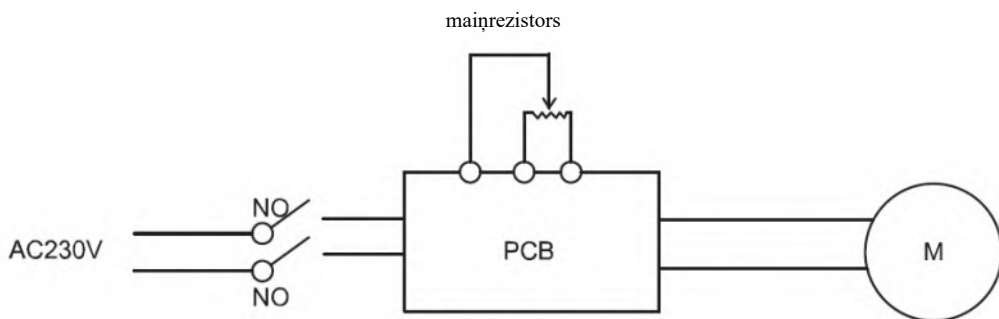 maiņrezistors
NO
AC230V
PCB
M
NO